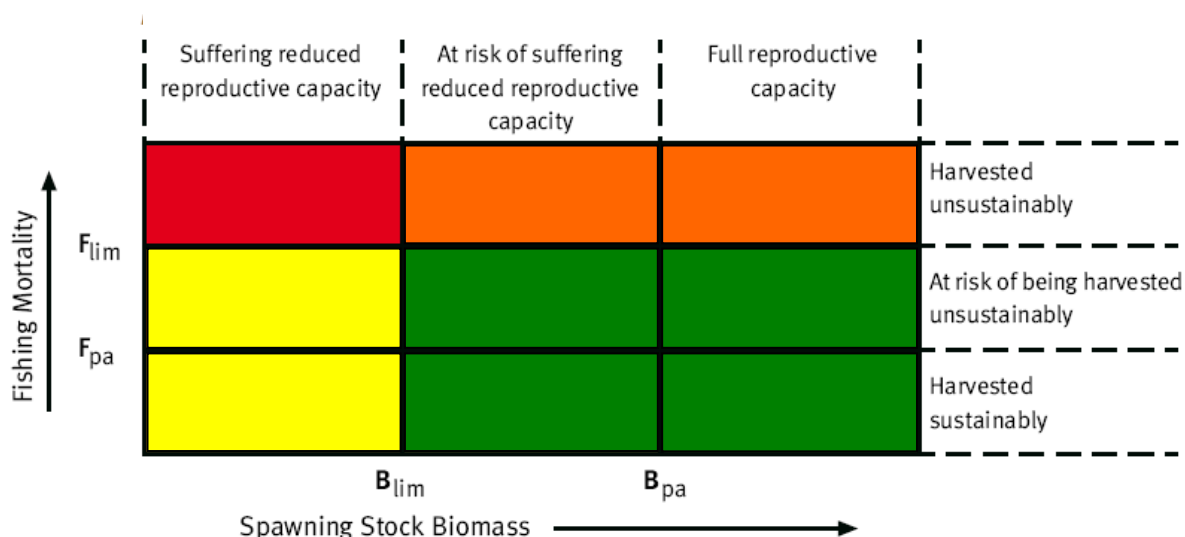 Suffering reduced
reproductive capacity
At risk of suffering
reduced reproductive
capacity
Full reproductive
capacity
Harvested
unsustainably
Fishing Mortality
Flim
At risk of being harvested
unsustainably
Fpa
Harvested
sustainably
Blim
Bpa
Spawning Stock Biomass